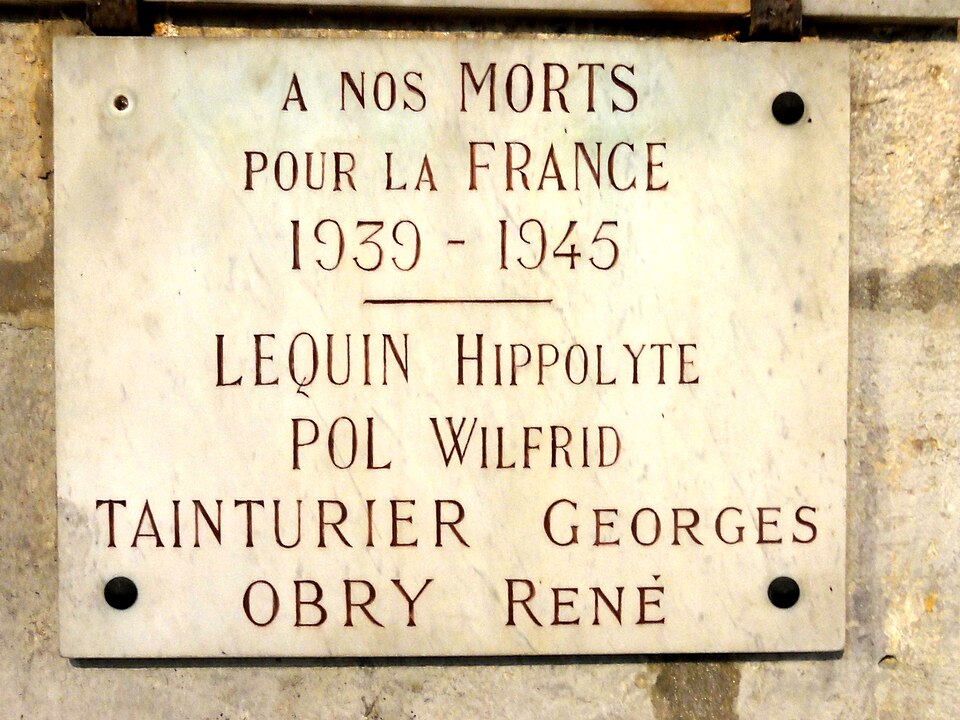 A NOS MORTS
POUR LA FRANCE
1939 - 1945
LEQUIN HIPPOLYTE
POL WILFRID
TAINTURIER GEORGES
OBRY RENÉ